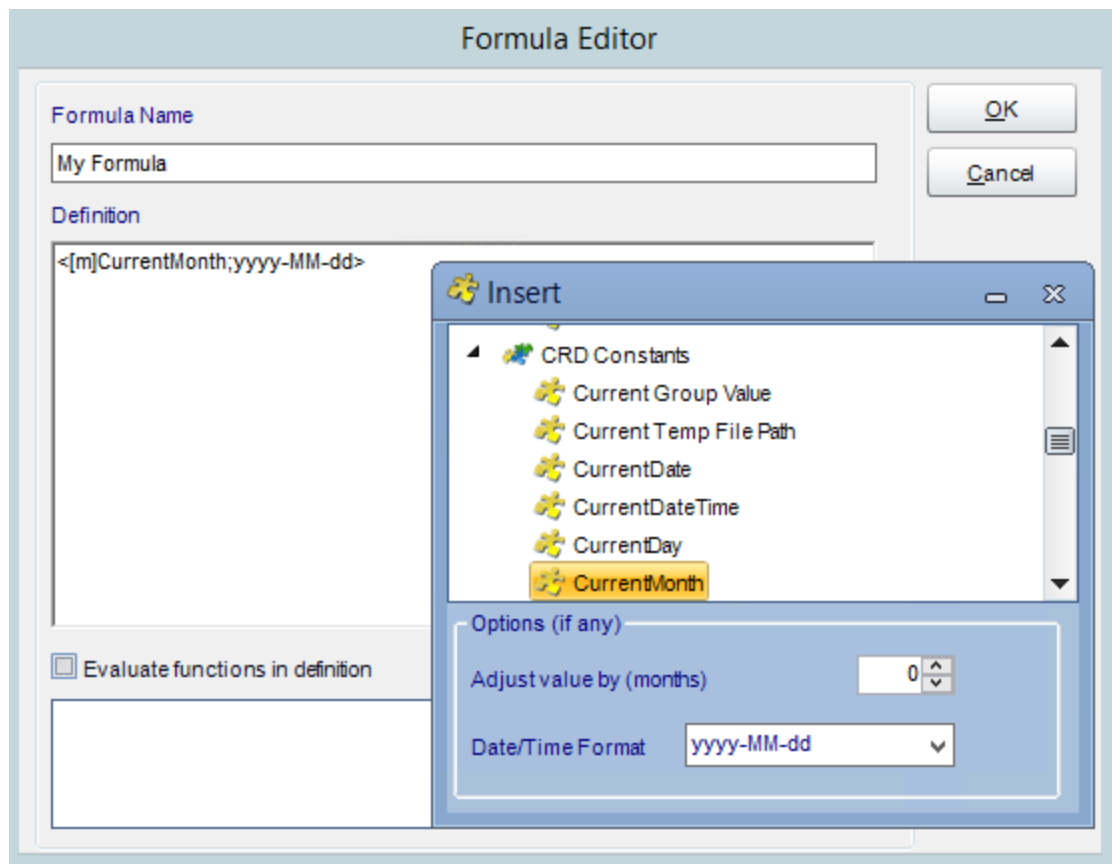 Formula Editor
Formula Name
OK
My Formula
Cancel
Definition
<[m]CurrentMonth;yyyy-MM-dd>
Insert
CRD Constants
Current Group Value
Current Temp File Path
CurrentDate
CurrentDateTime
CurrentDay
CurrentMonth
Options (if any)
Evaluate functions in definition
Adjust value by (months)
0
Date/Time Format
yyyy-MM-dd